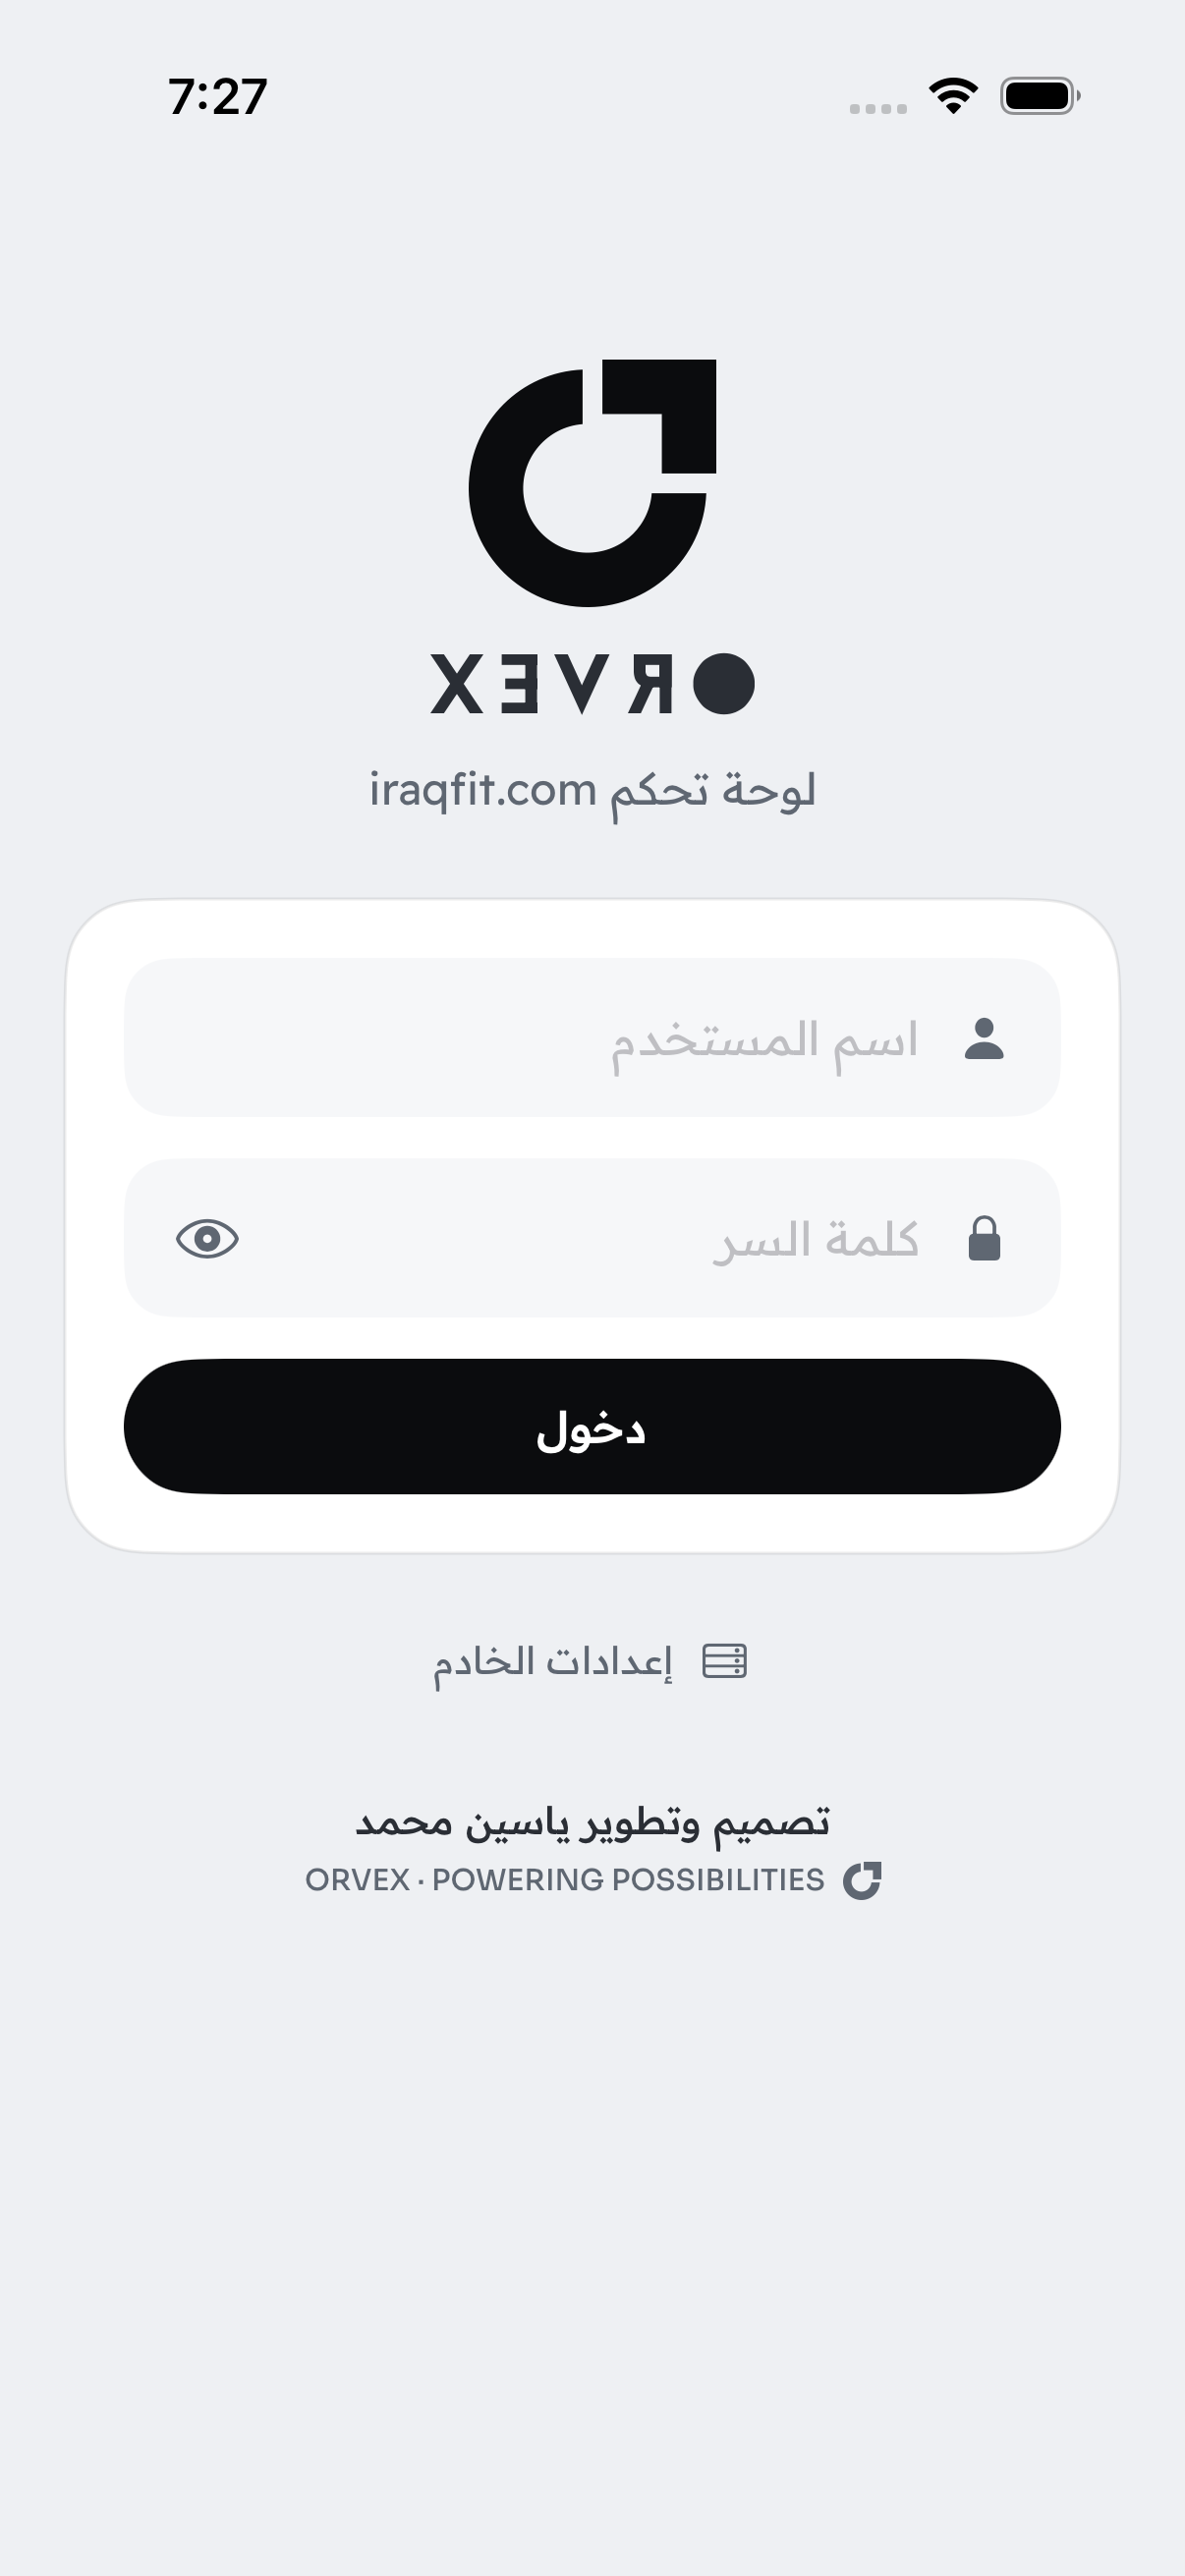 7:27
ORVEX
لوحة تحكم iraqfit.com
اسم المستخدم
كلمة السر
دخول
إعدادات الخادم
تصميم وتطوير ياسين محمد
ORVEX · POWERING POSSIBILITIES